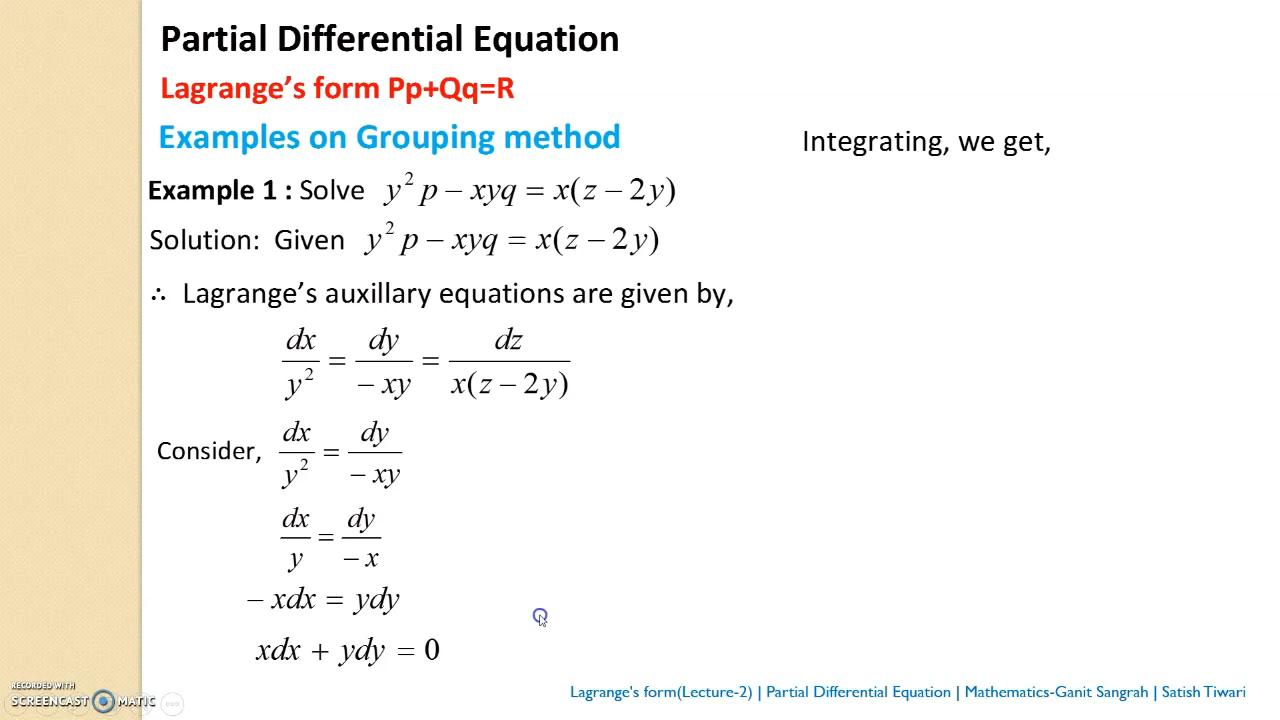 Partial Differential Equation
Lagrange’s form Pp+Qq=R
Examples on Grouping method
Example 1 : Solve y² p − xyq = x(z − 2y)
Solution: Given y² p − xyq = x(z − 2y)
∴ Lagrange’s auxillary equations are given by,
dx/y² = dy/− xy = dz/x(z − 2y)
Consider, dx/y² = dy/− xy
dx/y = dy/− x
− xdx = ydy
xdx + ydy = 0
Integrating, we get,
RECORDED WITH
SCREENCAST MATIC
Lagrange's form(Lecture-2) | Partial Differential Equation | Mathematics-Ganit Sangrah | Satish Tiwari